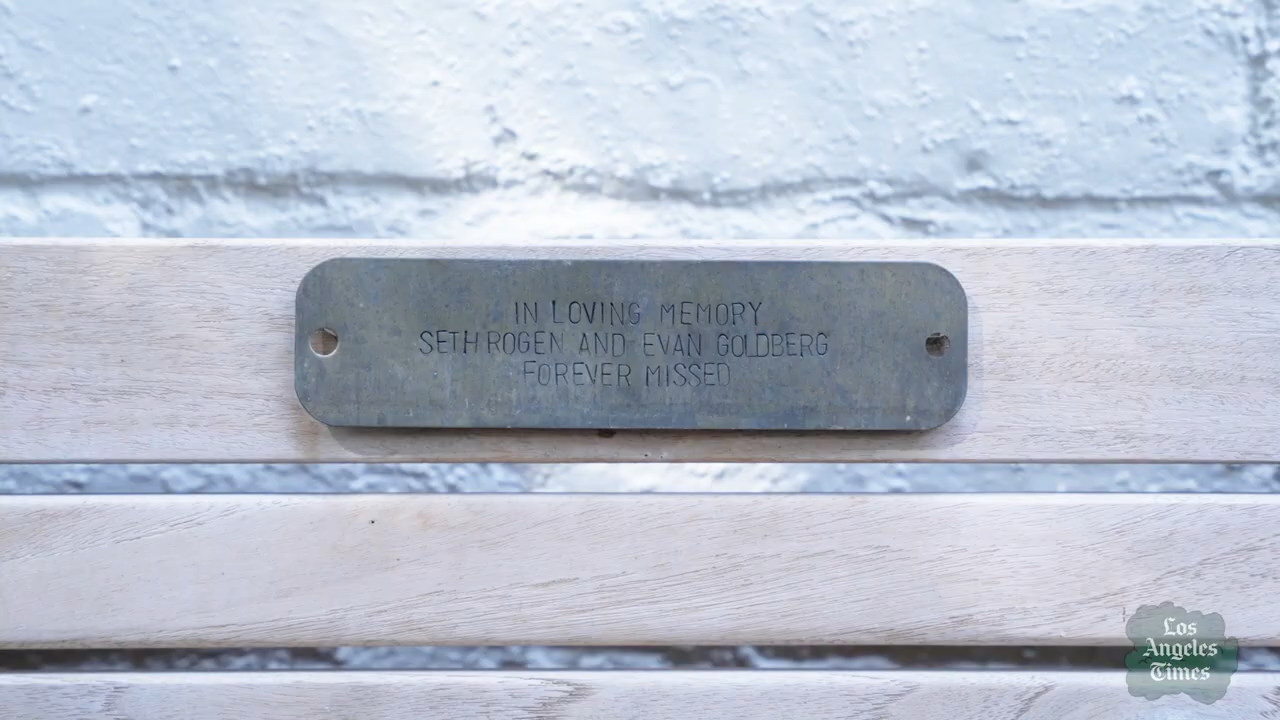 IN LOVING MEMORY
SETH ROGEN AND EVAN GOLDBERG
FOREVER MISSED
Los
Angeles
Times